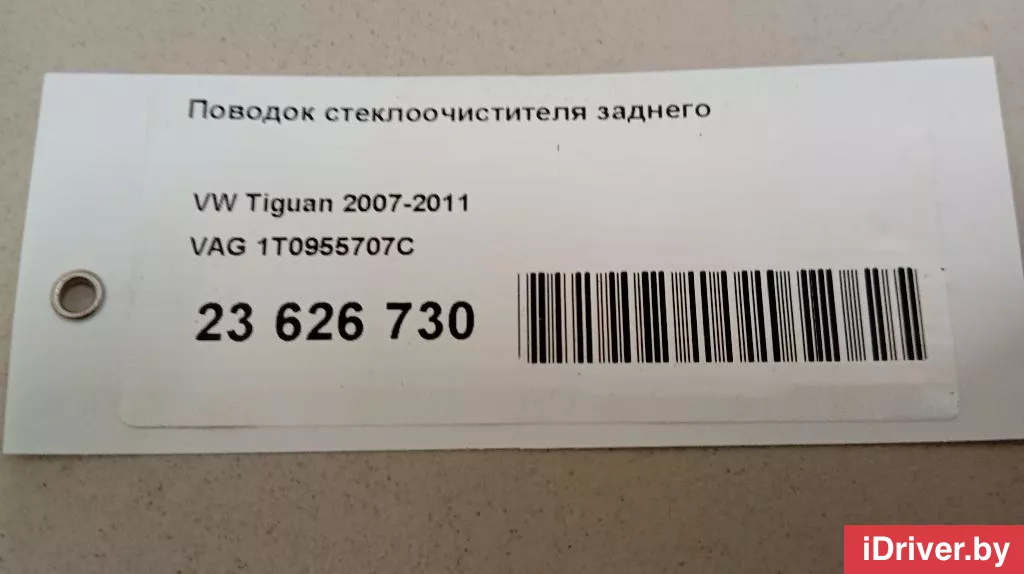 Поводок стеклоочистителя заднего
VW Tiguan 2007-2011
VAG 1T0955707C
23 626 730
iDriver.by